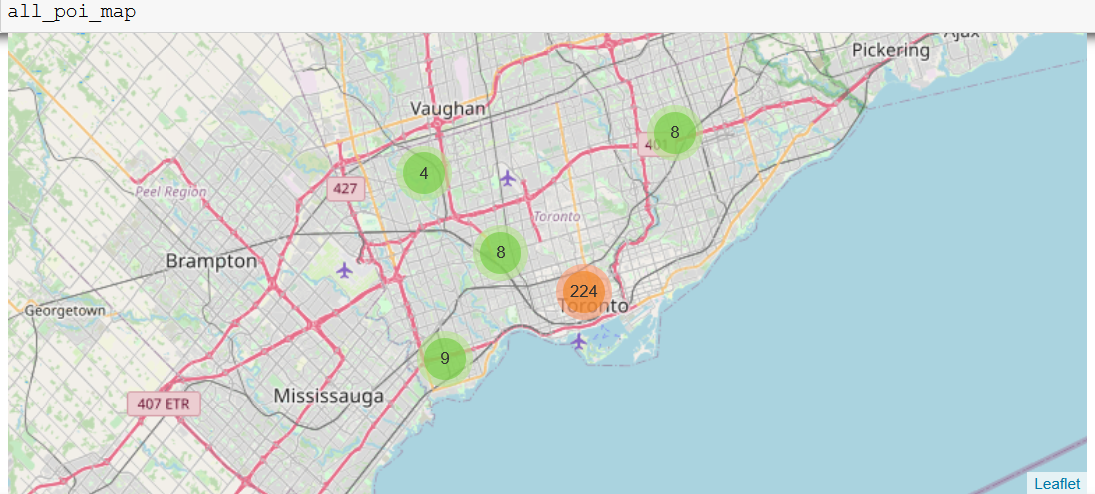 all_poi_map
Ajax
Pickering
Vaughan
8
401
4
427
Peel Region
Toronto
8
Brampton
224
Toronto
Georgetown
9
Mississauga
407 ETR
Leaflet